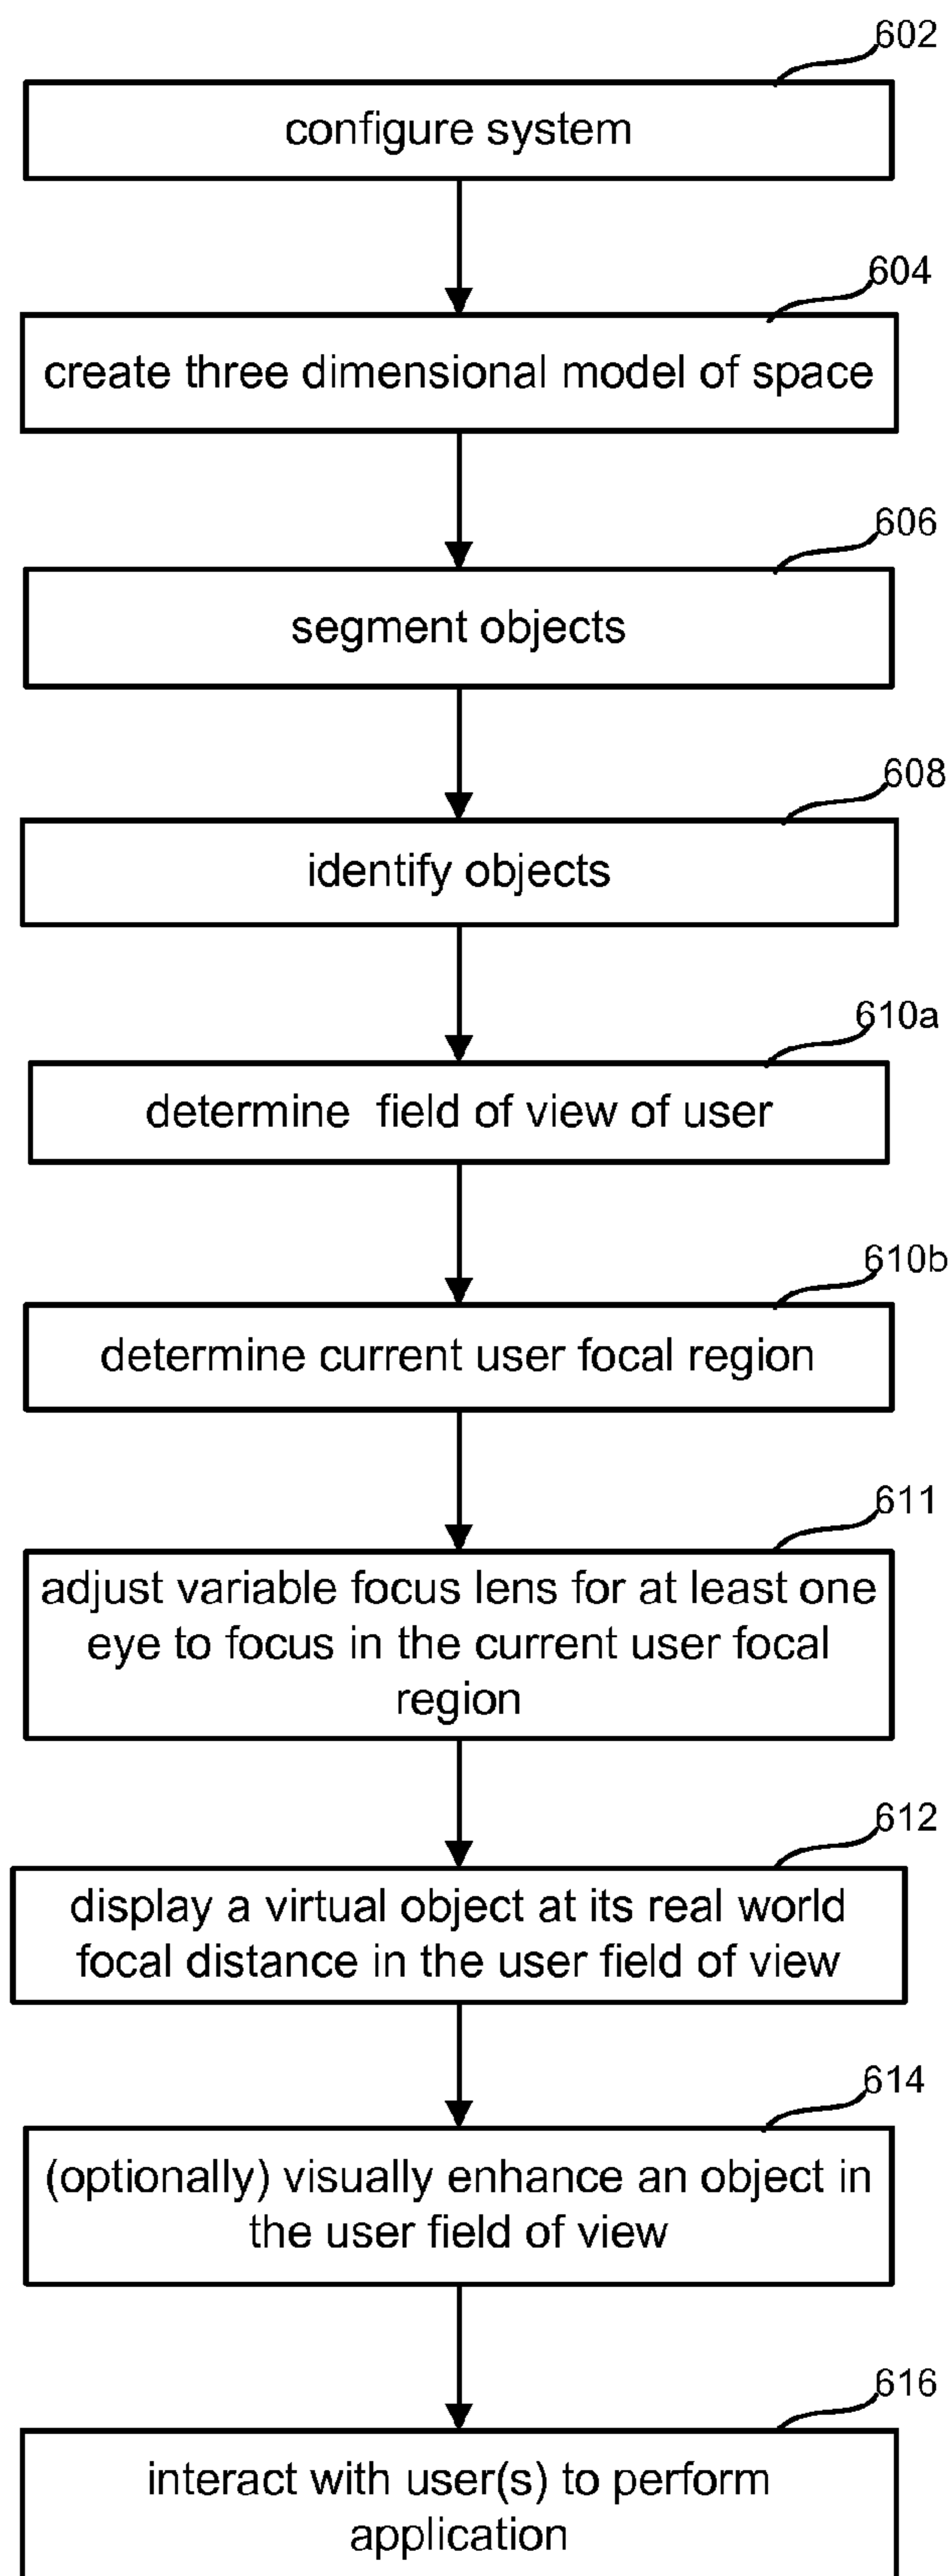 602
configure system
604
create three dimensional model of space
606
segment objects
608
identify objects
610a
determine field of view of user
610b
determine current user focal region
611
adjust variable focus lens for at least one
eye to focus in the current user focal
region
612
display a virtual object at its real world
focal distance in the user field of view
614
(optionally) visually enhance an object in
the user field of view
616
interact with user(s) to perform
application